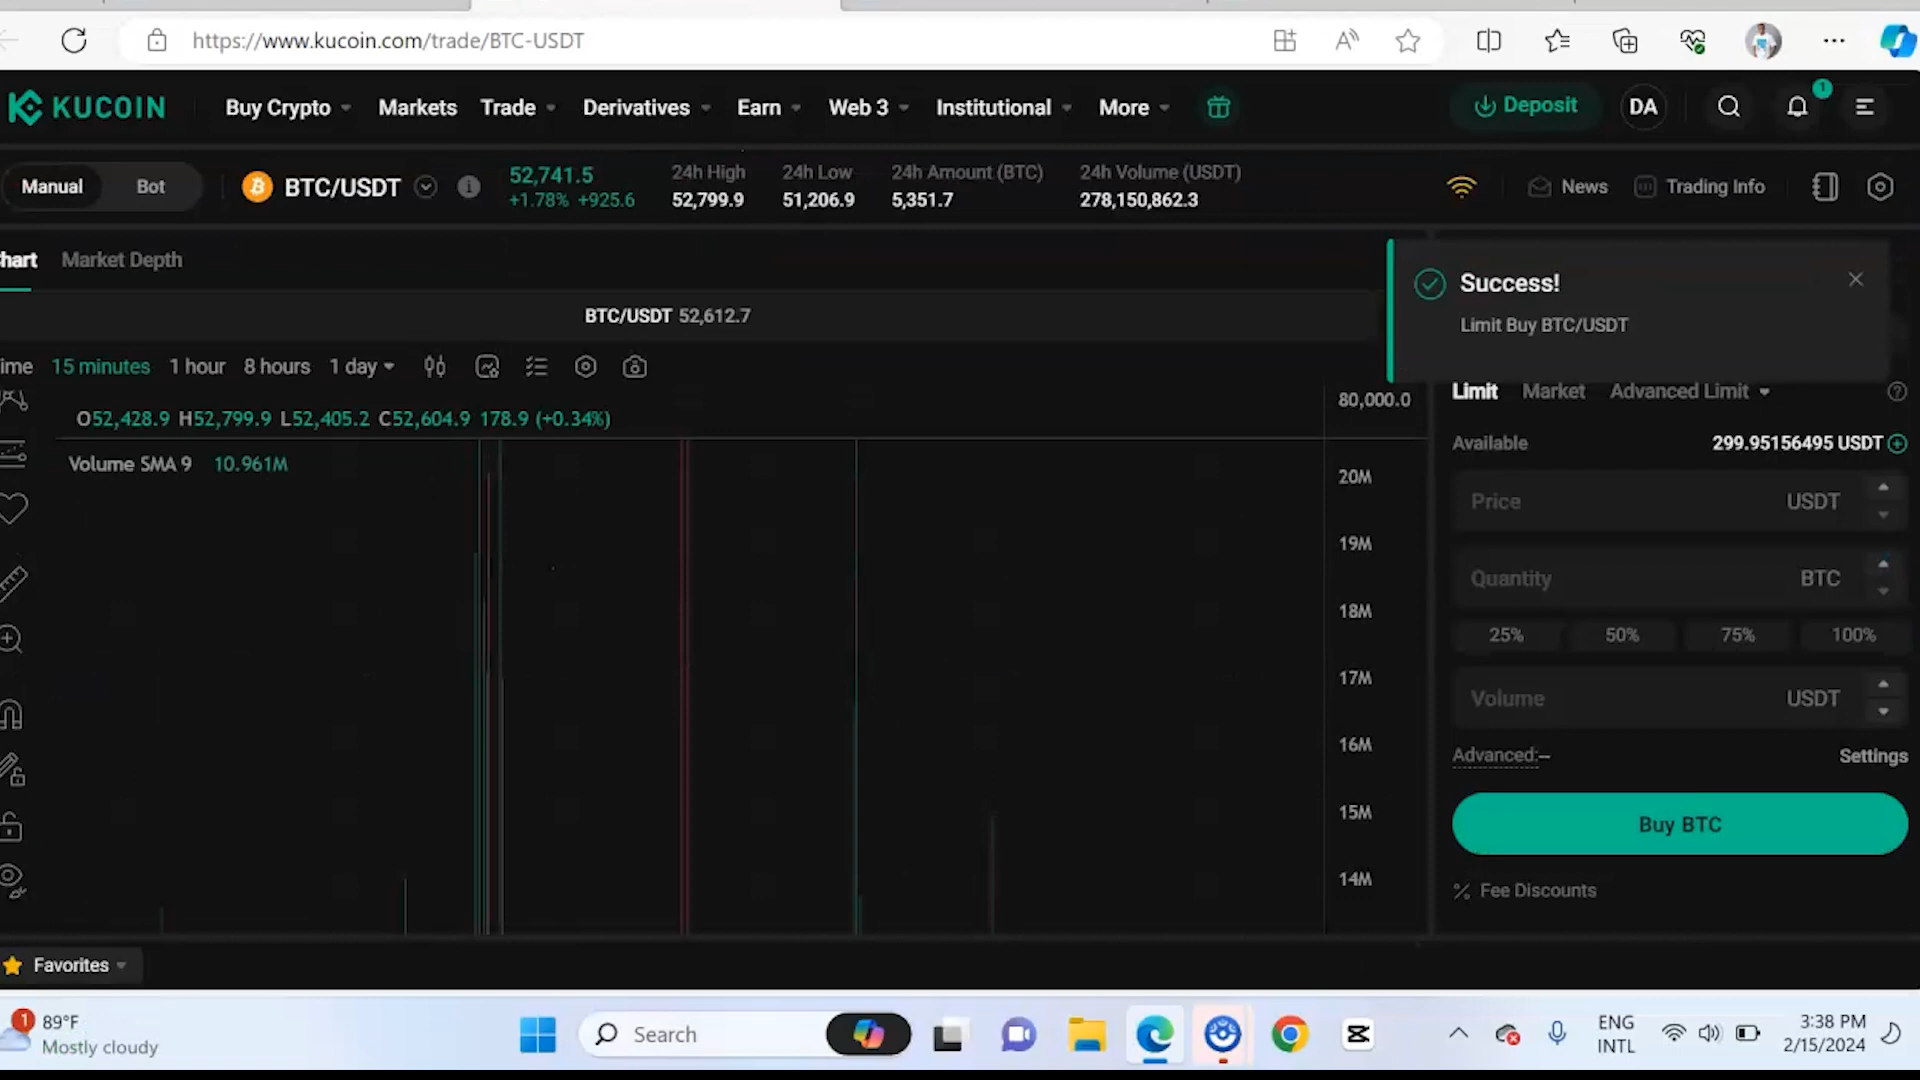 https://www.kucoin.com/trade/BTC-USDT
KUCOIN
Buy Crypto
Markets
Trade
Derivatives
Earn
Web 3
Institutional
More
Deposit
DA
1
Manual
Bot
BTC/USDT
52,741.5
+1.78% +925.6
24h High
52,799.9
24h Low
51,206.9
24h Amount (BTC)
5,351.7
24h Volume (USDT)
278,150,862.3
News
Trading Info
hart
Market Depth
BTC/USDT 52,612.7
ime
15 minutes
1 hour
8 hours
1 day
O52,428.9 H52,799.9 L52,405.2 C52,604.9 178.9 (+0.34%)
Volume SMA 9 10.961M
80,000.0
20M
19M
18M
17M
16M
15M
14M
Success!
Limit Buy BTC/USDT
Limit
Market
Advanced Limit
Available
299.95156495 USDT
Price
USDT
Quantity
BTC
25%
50%
75%
100%
Volume
USDT
Advanced:--
Settings
Buy BTC
Fee Discounts
Favorites
1
89°F
Mostly cloudy
Search
ENG
INTL
3:38 PM
2/15/2024